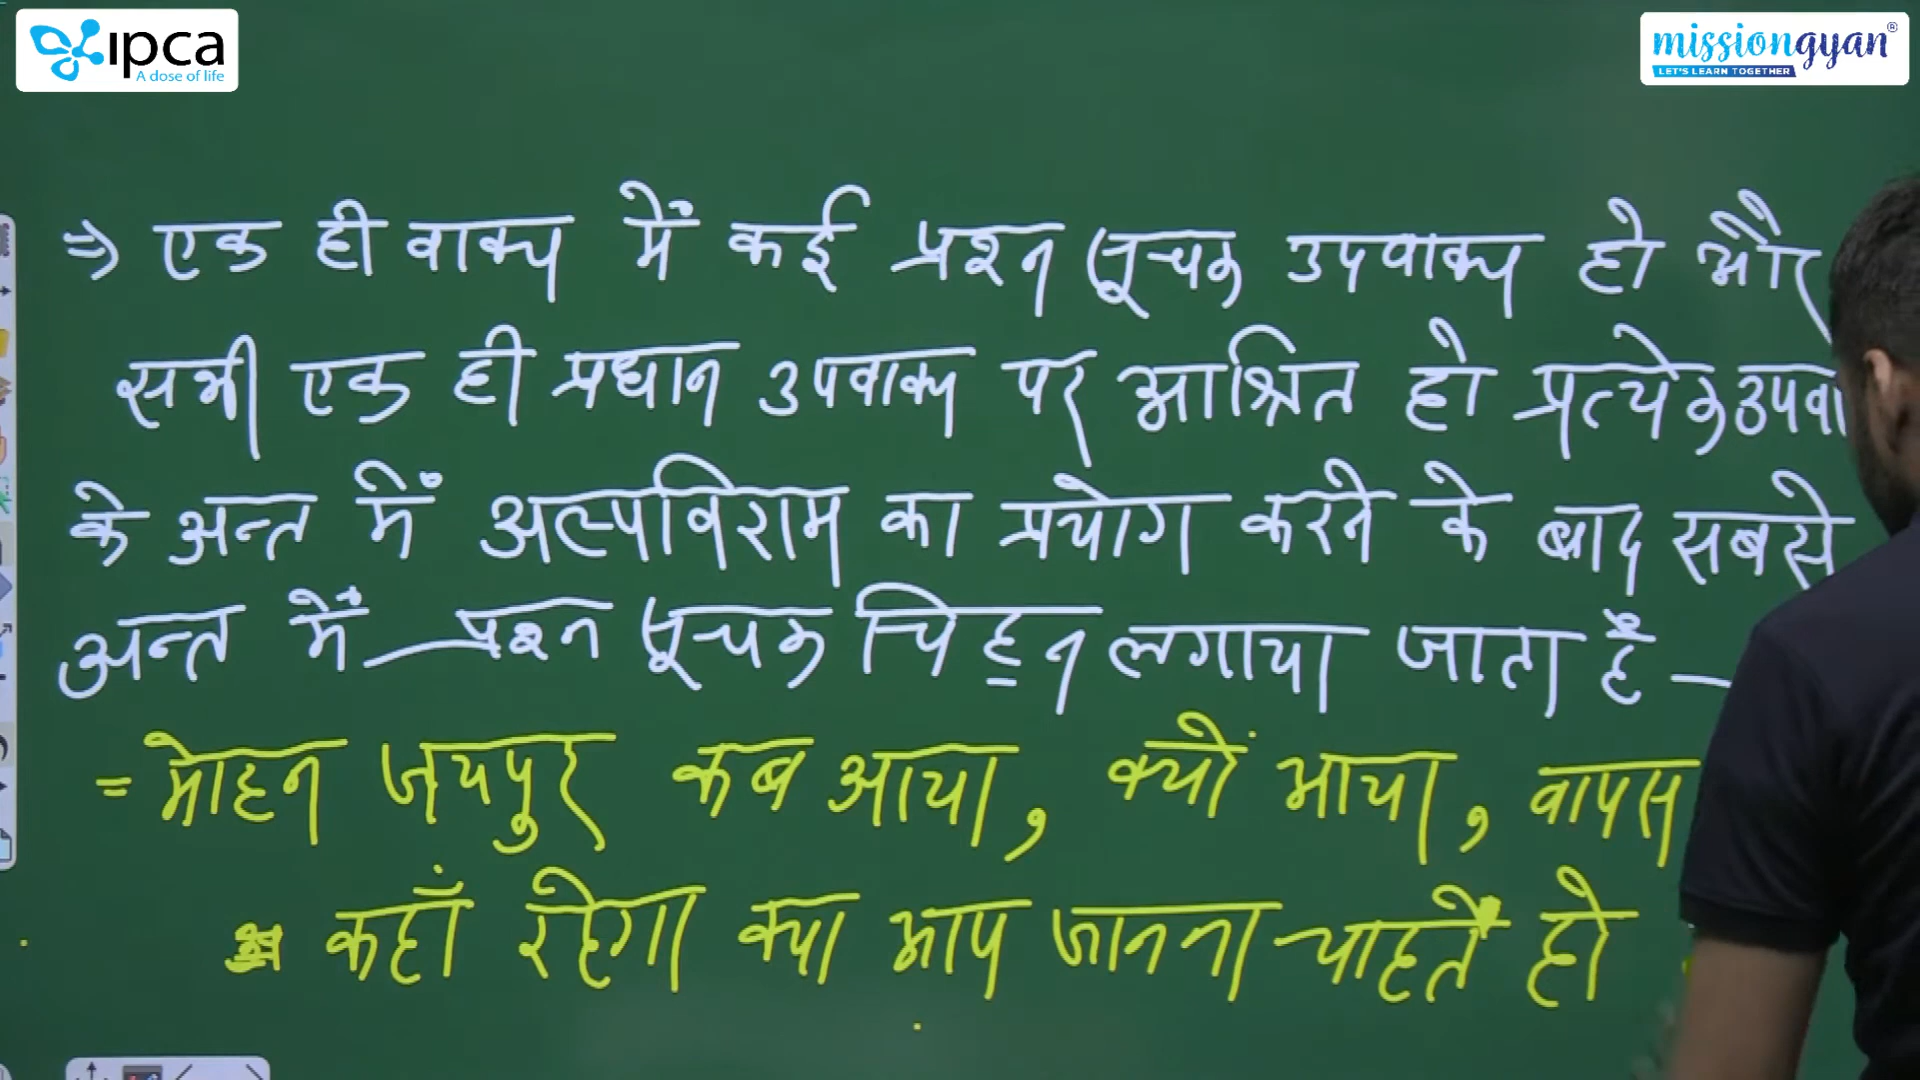 ipca
A dose of life
missiongyan®
LET'S LEARN TOGETHER
⇒ एक ही वाक्य में कई प्रश्न सूचक उपवाक्य हो और
सभी एक ही प्रधान उपवाक्य पर आश्रित हो प्रत्येक उपवा
के अन्त में अल्पविराम का प्रयोग करने के बाद सबसे
अन्त में प्रश्न सूचक चिह्न लगाया जाता है —
= मोहन जयपुर कब आया, क्यों आया, वापस
कहाँ रहेगा क्या आप जानना चाहते हो